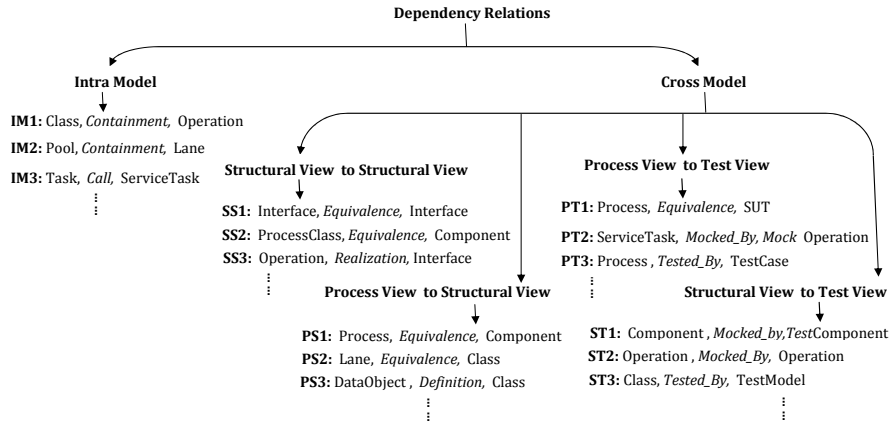 Dependency Relations
Intra Model
IM1: Class, Containment, Operation
IM2: Pool, Containment, Lane
IM3: Task, Call, ServiceTask
Cross Model
Structural View to Structural View
SS1: Interface, Equivalence, Interface
SS2: ProcessClass, Equivalence, Component
SS3: Operation, Realization, Interface
Process View to Test View
PT1: Process, Equivalence, SUT
PT2: ServiceTask, Mocked_By, Mock Operation
PT3: Process , Tested_By, TestCase
Process View to Structural View
PS1: Process, Equivalence, Component
PS2: Lane, Equivalence, Class
PS3: DataObject , Definition, Class
Structural View to Test View
ST1: Component , Mocked_by,TestComponent
ST2: Operation , Mocked_By, Operation
ST3: Class, Tested_By, TestModel